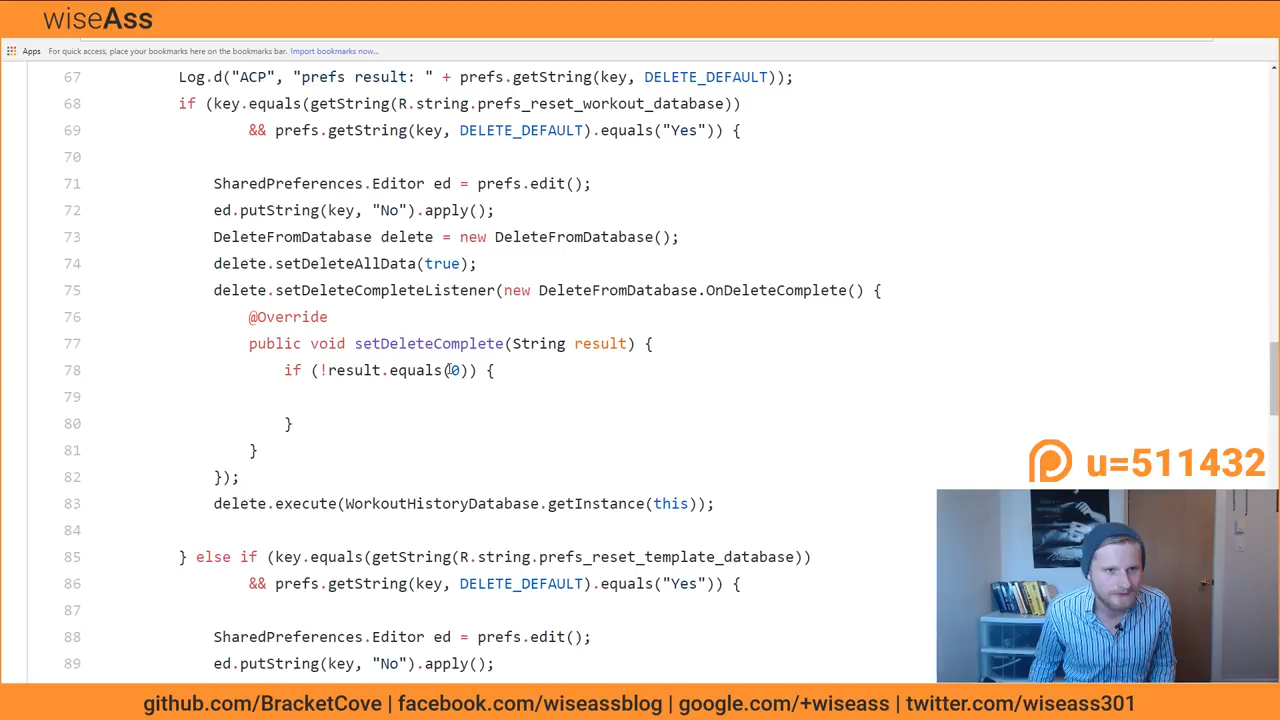 wiseAss
Apps For quick access, place your bookmarks here on the bookmarks bar. Import bookmarks now...
67 Log.d("ACP", "prefs result: " + prefs.getString(key, DELETE_DEFAULT));
68 if (key.equals(getString(R.string.prefs_reset_workout_database))
69 && prefs.getString(key, DELETE_DEFAULT).equals("Yes")) {
70
71 SharedPreferences.Editor ed = prefs.edit();
72 ed.putString(key, "No").apply();
73 DeleteFromDatabase delete = new DeleteFromDatabase();
74 delete.setDeleteAllData(true);
75 delete.setDeleteCompleteListener(new DeleteFromDatabase.OnDeleteComplete() {
76 @Override
77 public void setDeleteComplete(String result) {
78 if (!result.equals(0)) {
79
80 }
81 }
82 });
83 delete.execute(WorkoutHistoryDatabase.getInstance(this));
84
85 } else if (key.equals(getString(R.string.prefs_reset_template_database))
86 && prefs.getString(key, DELETE_DEFAULT).equals("Yes")) {
87
88 SharedPreferences.Editor ed = prefs.edit();
89 ed.putString(key, "No").apply();
u=511432
github.com/BracketCove | facebook.com/wiseassblog | google.com/+wiseass | twitter.com/wiseass301